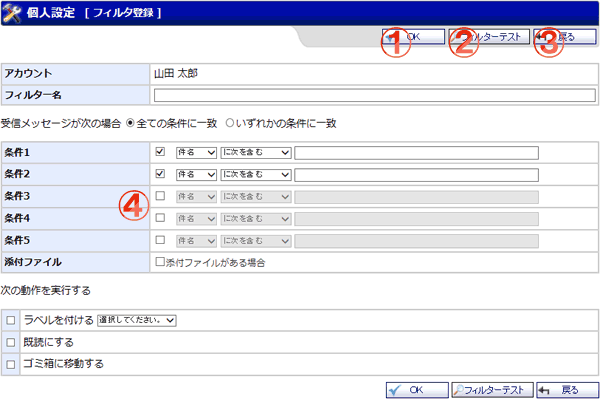 個人設定 [ フィルタ登録 ]
① OK ② フィルターテスト ③ 戻る
アカウント 山田 太郎
フィルター名
受信メッセージが次の場合 全ての条件に一致 いずれかの条件に一致
条件1 件名 に次を含む
条件2 件名 に次を含む
条件3 件名 に次を含む
④
条件4 件名 に次を含む
条件5 件名 に次を含む
添付ファイル 添付ファイルがある場合
次の動作を実行する
ラベルを付ける 選択してください。
既読にする
ゴミ箱に移動する
OK フィルターテスト 戻る